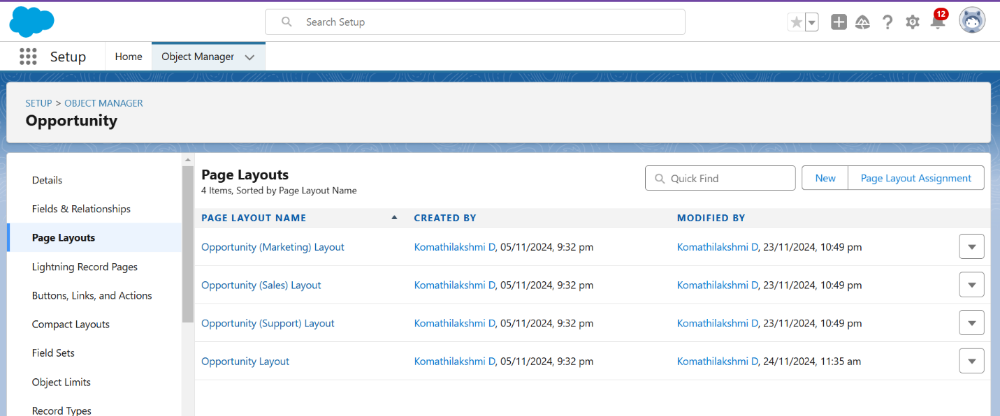 Search Setup
12
Setup
Home
Object Manager
SETUP > OBJECT MANAGER
Opportunity
Details
Fields & Relationships
Page Layouts
Lightning Record Pages
Buttons, Links, and Actions
Compact Layouts
Field Sets
Object Limits
Record Types
Page Layouts
4 Items, Sorted by Page Layout Name
Quick Find
New
Page Layout Assignment
PAGE LAYOUT NAME CREATED BY MODIFIED BY
Opportunity (Marketing) Layout Komathilakshmi D, 05/11/2024, 9:32 pm Komathilakshmi D, 23/11/2024, 10:49 pm
Opportunity (Sales) Layout Komathilakshmi D, 05/11/2024, 9:32 pm Komathilakshmi D, 23/11/2024, 10:49 pm
Opportunity (Support) Layout Komathilakshmi D, 05/11/2024, 9:32 pm Komathilakshmi D, 23/11/2024, 10:49 pm
Opportunity Layout Komathilakshmi D, 05/11/2024, 9:32 pm Komathilakshmi D, 24/11/2024, 11:35 am